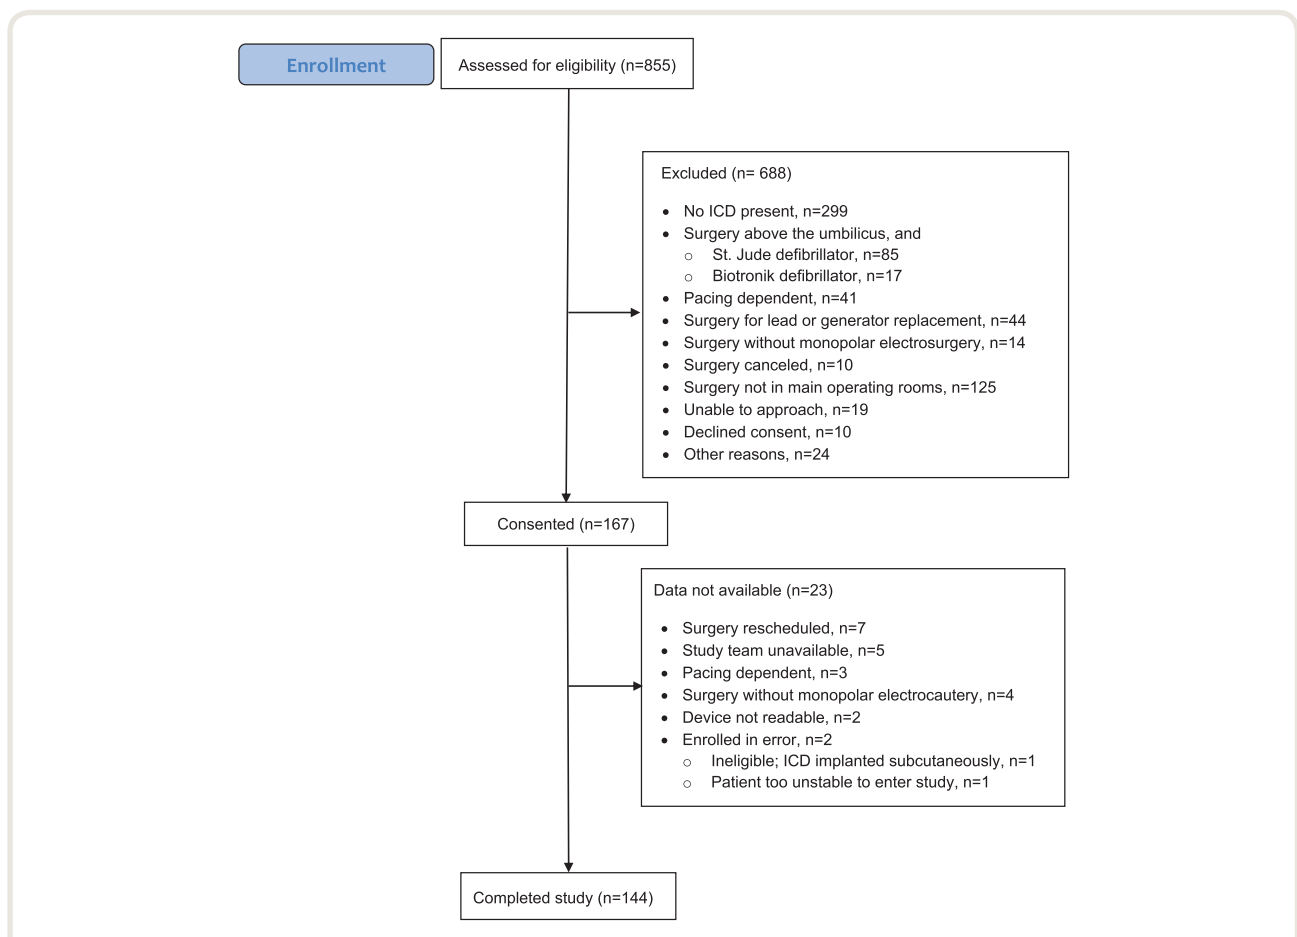 Enrollment
Assessed for eligibility (n=855)
Excluded (n= 688)
• No ICD present, n=299
• Surgery above the umbilicus, and
○ St. Jude defibrillator, n=85
○ Biotronik defibrillator, n=17
• Pacing dependent, n=41
• Surgery for lead or generator replacement, n=44
• Surgery without monopolar electrosurgery, n=14
• Surgery canceled, n=10
• Surgery not in main operating rooms, n=125
• Unable to approach, n=19
• Declined consent, n=10
• Other reasons, n=24
Consented (n=167)
Data not available (n=23)
• Surgery rescheduled, n=7
• Study team unavailable, n=5
• Pacing dependent, n=3
• Surgery without monopolar electrocautery, n=4
• Device not readable, n=2
• Enrolled in error, n=2
○ Ineligible; ICD implanted subcutaneously, n=1
○ Patient too unstable to enter study, n=1
Completed study (n=144)